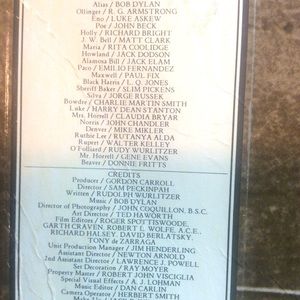 Alias / BOB DYLAN
Ollinger / R. G. ARMSTRONG
Eno / LUKE ASKEW
Poe / JOHN BECK
Holly / RICHARD BRIGHT
J. W. Bell / MATT CLARK
Maria / RITA COOLIDGE
Howland / JACK DODSON
Alamosa Bill / JACK ELAM
Paco / EMILIO FERNANDEZ
Maxwell / PAUL FIX
Black Harris / L. Q. JONES
Sheriff Baker / SLIM PICKENS
Silva / JORGE RUSSEK
Bowdre / CHARLIE MARTIN SMITH
Luke / HARRY DEAN STANTON
Mrs. Horrell / CLAUDIA BRYAR
Norris / JOHN CHANDLER
Denver / MIKE MIKLER
Ruthie Lee / RUTANYA ALDA
Rupert / WALTER KELLEY
O'Folliard / RUDY WURLITZER
Mr. Horrell / GENE EVANS
Beaver / DONNIE FRITTS
CREDITS
Producer / GORDON CARROLL
Director / SAM PECKINPAH
Written / RUDOLPH WURLITZER
Music / BOB DYLAN
Director of Photography / JOHN COQUILLON, B.S.C.
Art Director / TED HAWORTH
Film Editors / ROGER SPOTTISWOODE,
GARTH CRAVEN, ROBERT L. WOLFE, A.C.E.,
RICHARD HALSEY, DAVID BERLATSKY,
TONY de ZARRAGA
Unit Production Manager / JIM HENDERLING
Assistant Director / NEWTON ARNOLD
2nd Assistant Director / LAWRENCE J. POWELL
Set Decoration / RAY MOYER
Property Master / ROBERT JOHN VISCIGLIA
Special Visual Effects / A. J. LOHMAN
Music Editor / DAN CARLIN
Camera Operator / HERBERT SMITH